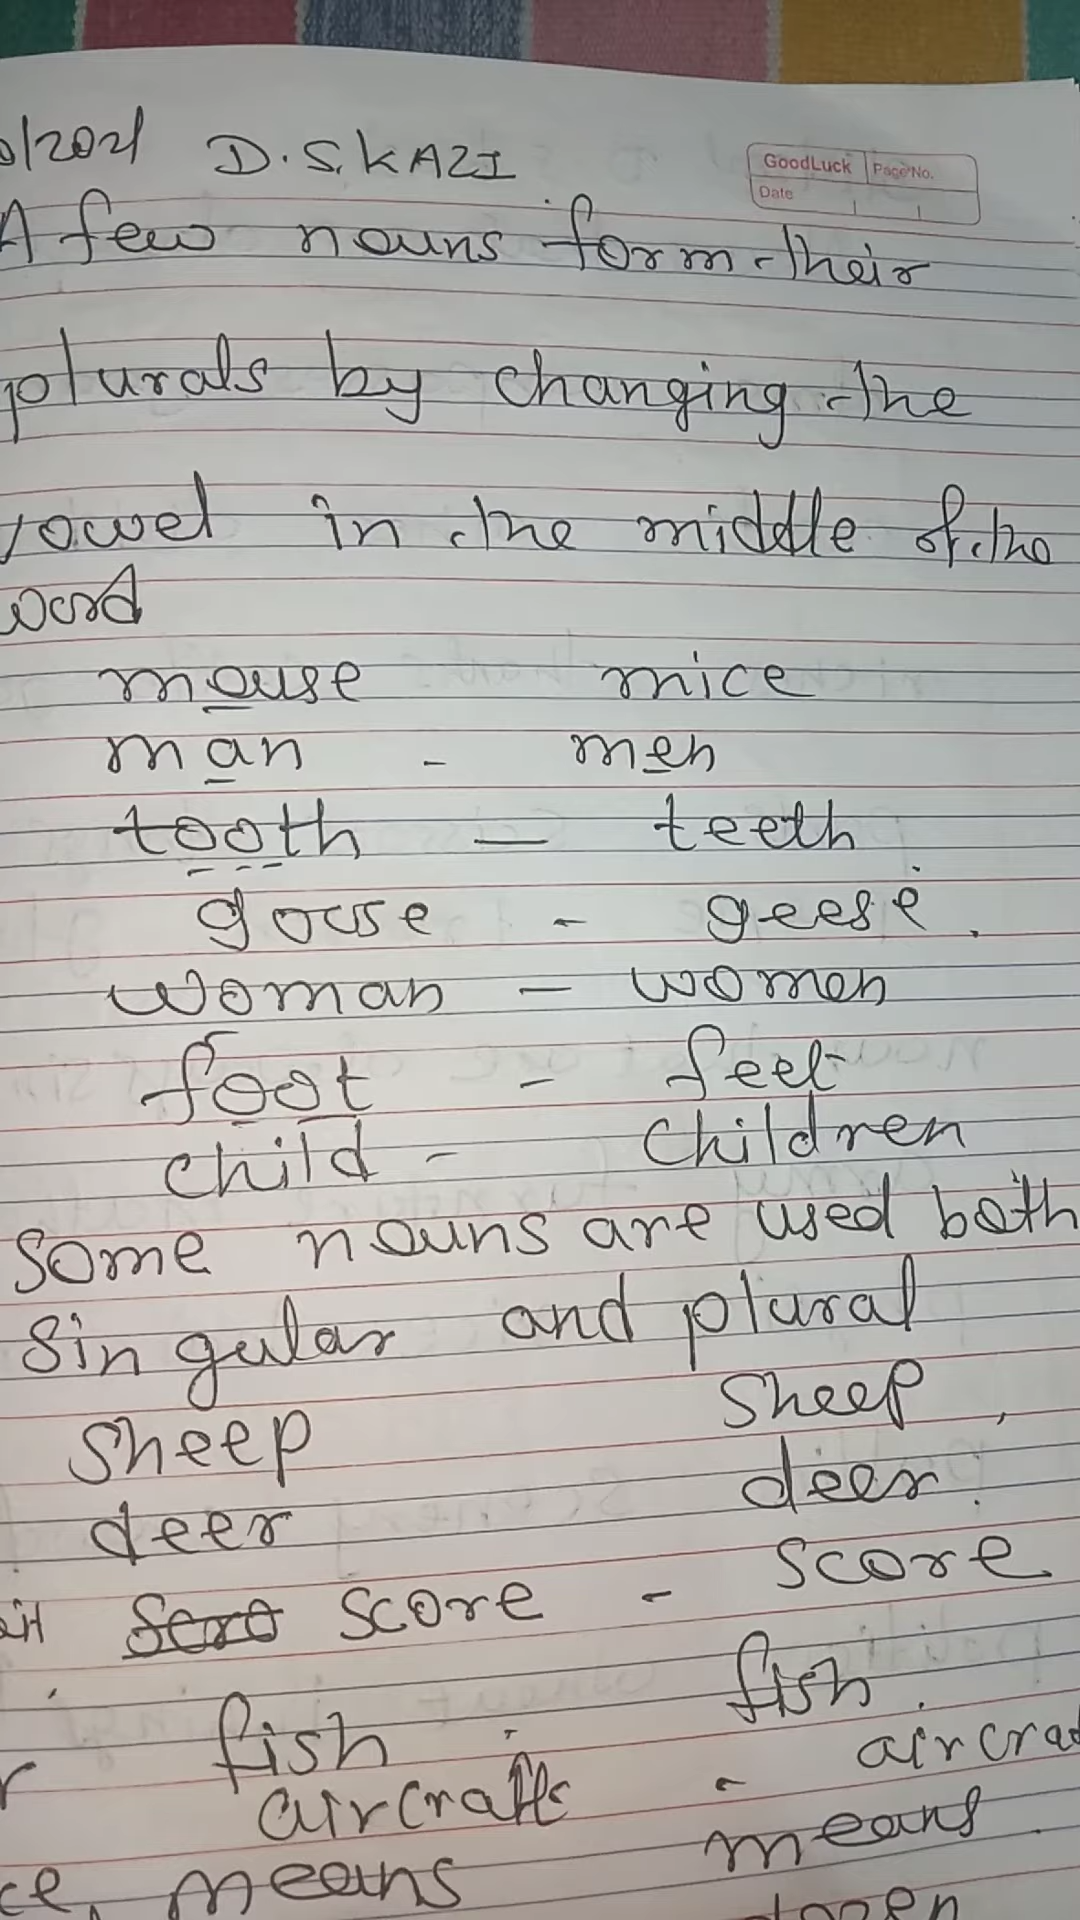 0/2021 D.S.KAZI
GoodLuck Page No.
Date
A few nouns form their
plurals by changing the
vowel in the middle of the
word
mouse mice
man - men
tooth - teeth
goose - geese.
woman - women
foot - feet
child - children
Some nouns are used both
singular and plural
sheep sheep,
deer deer.
score - score
fish - fish.
aircraft - aircra
means means.